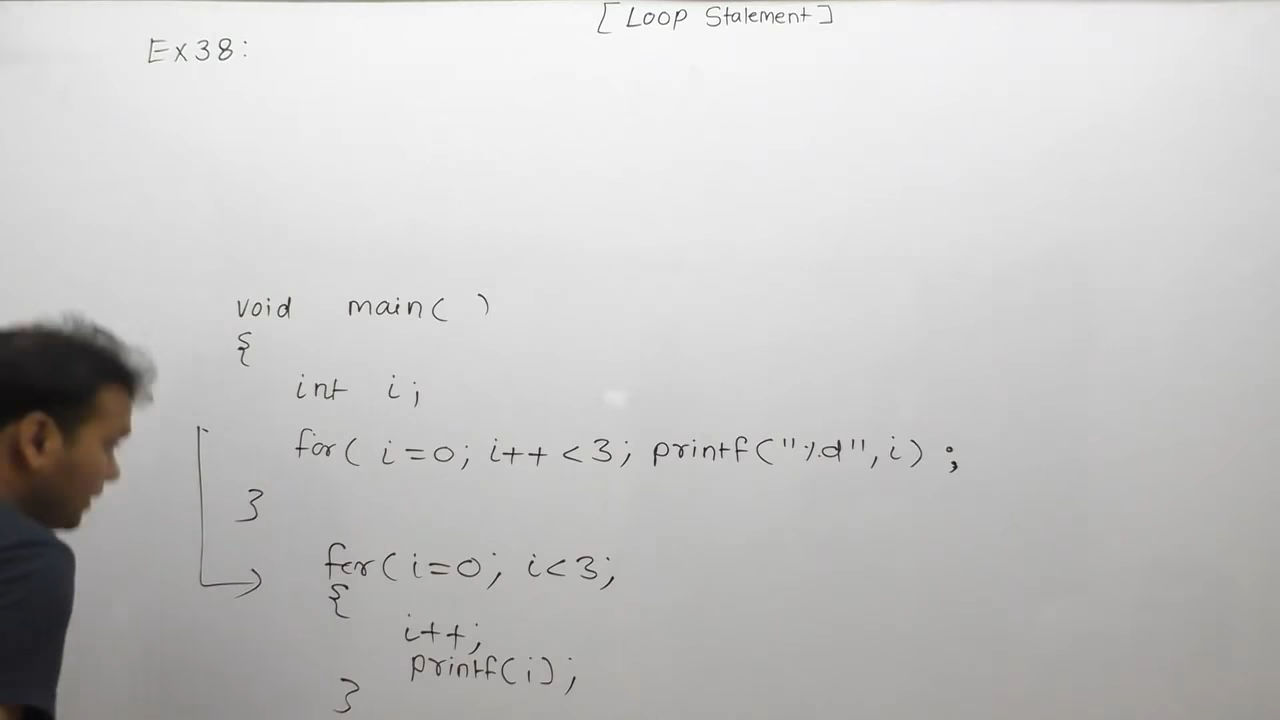 [Loop Statement]
Ex38:
void main( )
{
int i;
for( i=0; i++ <3; printf("%d", i) ;
}
for( i=0; i<3;
{
i++;
printf(i);
}